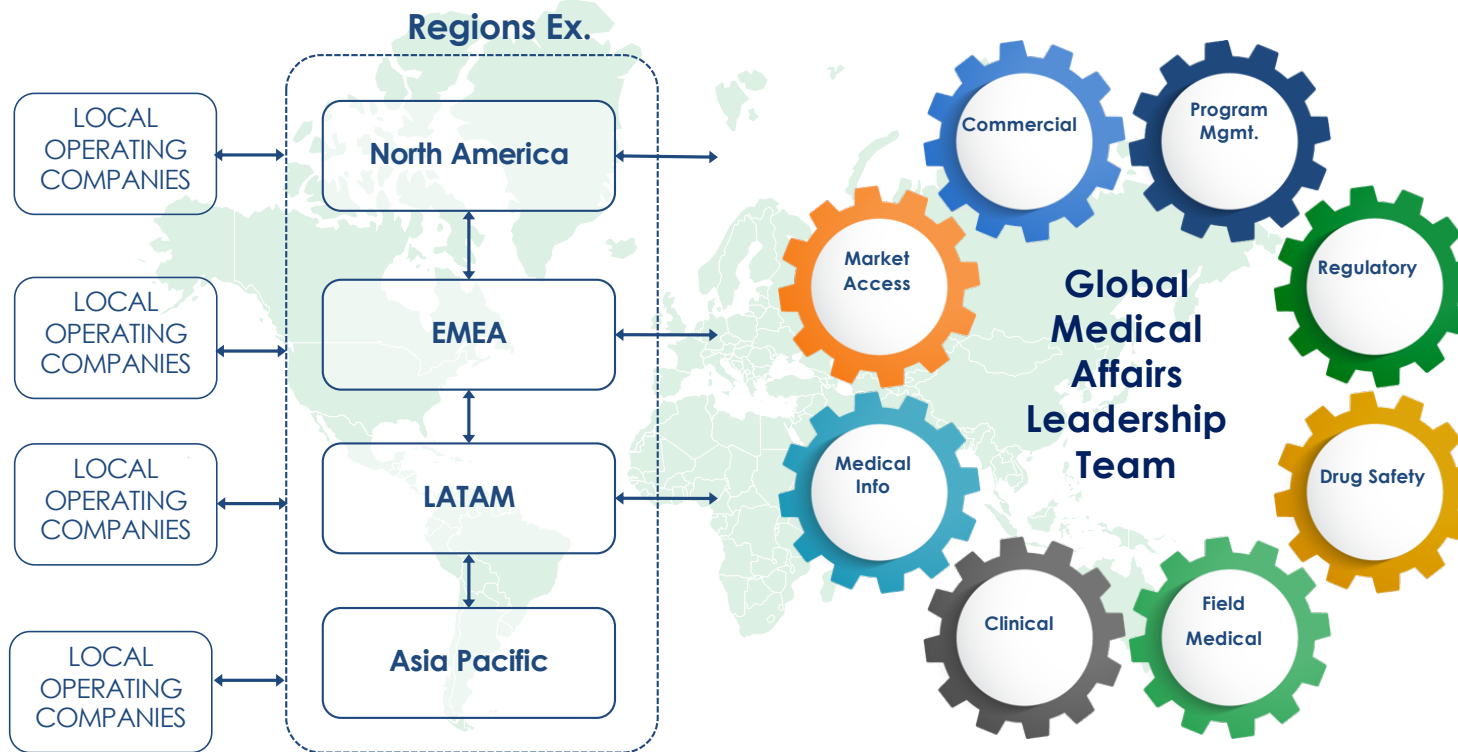 Regions Ex.
LOCAL
OPERATING
COMPANIES
LOCAL
OPERATING
COMPANIES
LOCAL
OPERATING
COMPANIES
LOCAL
OPERATING
COMPANIES
North America
EMEA
LATAM
Asia Pacific
Commercial
Program
Mgmt.
Market
Access
Regulatory
Global
Medical
Affairs
Leadership
Team
Medical
Info
Drug Safety
Clinical
Field
Medical